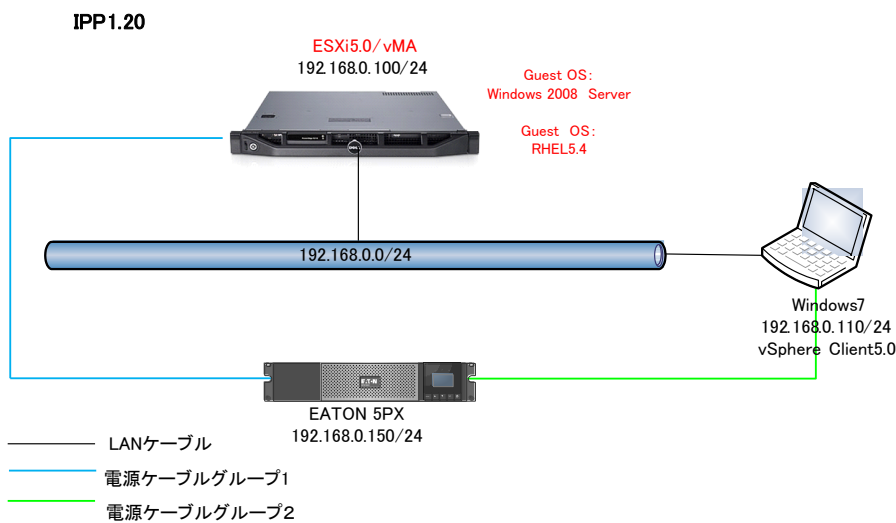 IPP1.20
ESXi5.0/vMA
192.168.0.100/24
Guest OS:
Windows 2008 Server
Guest OS:
RHEL5.4
DELL
192.168.0.0/24
Windows7
192.168.0.110/24
vSphere Client5.0
EATON
EATON 5PX
192.168.0.150/24
LANケーブル
電源ケーブルグループ1
電源ケーブルグループ2